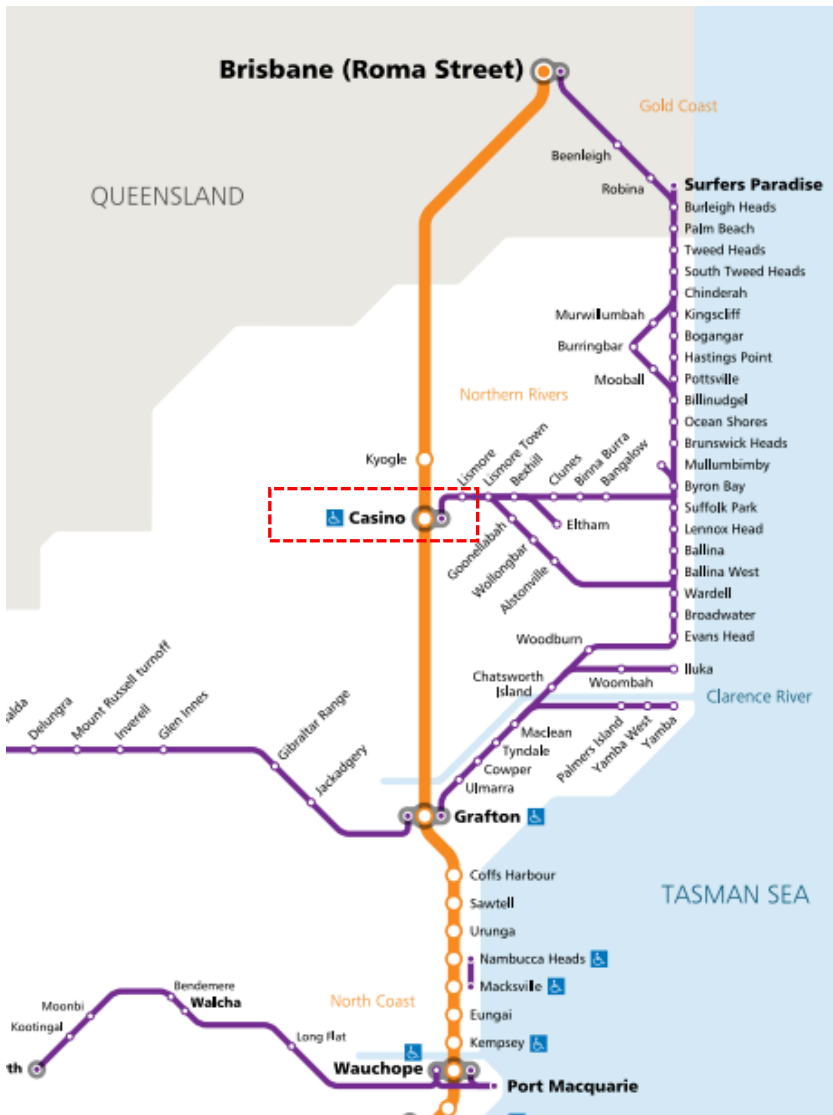 Brisbane (Roma Street)
Gold Coast
Beenleigh
Robina
QUEENSLAND
Surfers Paradise
Burleigh Heads
Palm Beach
Tweed Heads
South Tweed Heads
Chinderah
Murwillumbah
Kingscliff
Burringbar
Bogangar
Hastings Point
Mooball
Pottsville
Northern Rivers
Billinudgel
Ocean Shores
Brunswick Heads
Kyogle
Lismore
Lismore Town
Bexhill
Clunes
Binna Burra
Bangalow
Mullumbimby
Byron Bay
Casino
Suffolk Park
Eltham
Lennox Head
Goonellabah
Wollongbar
Alstonville
Ballina
Ballina West
Wardell
Broadwater
Evans Head
Woodburn
Chatsworth
Island
Woombah
Iluka
Clarence River
alda
Delungra
Mount Russell turnoff
Inverell
Glen Innes
Gibraltar Range
Jackadgery
Maclean
Tyndale
Cowper
Ulmarra
Palmers Island
Yamba West
Yamba
Grafton
Coffs Harbour
Sawtell
Urunga
TASMAN SEA
Nambucca Heads
Macksville
Eungai
Kempsey
North Coast
Bendemere
Walcha
Moonbi
Kootingal
Long Flat
th
Wauchope
Port Macquarie